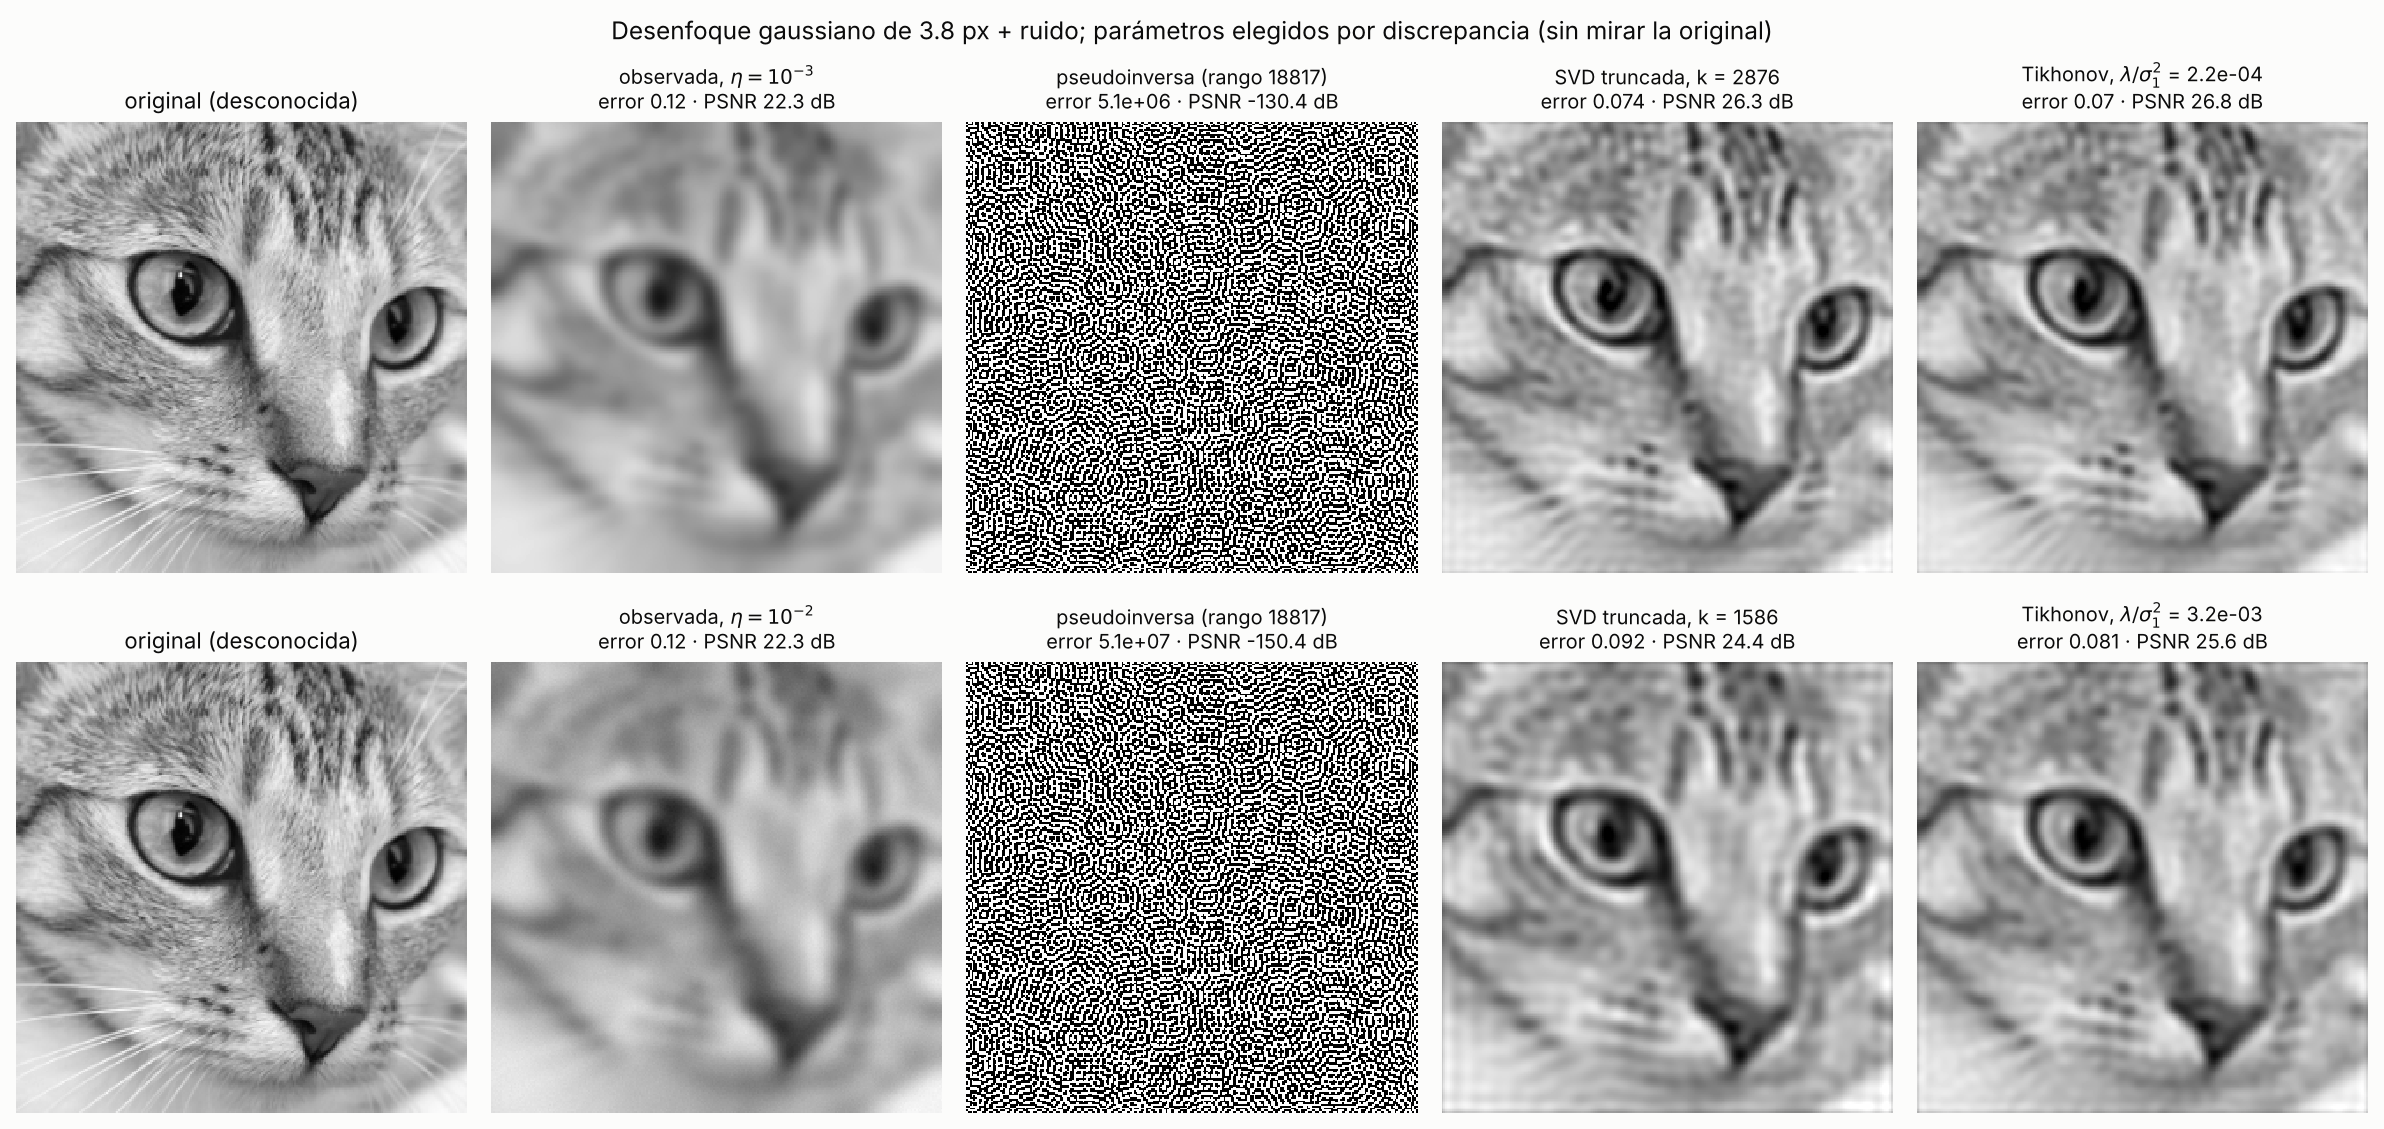 Desenfoque gaussiano de 3.8 px + ruido; parámetros elegidos por discrepancia (sin mirar la original)
original (desconocida)
observada, η = 10⁻³
error 0.12 · PSNR 22.3 dB
pseudoinversa (rango 18817)
error 5.1e+06 · PSNR -130.4 dB
SVD truncada, k = 2876
error 0.074 · PSNR 26.3 dB
Tikhonov, λ/σ₁² = 2.2e-04
error 0.07 · PSNR 26.8 dB
original (desconocida)
observada, η = 10⁻²
error 0.12 · PSNR 22.3 dB
pseudoinversa (rango 18817)
error 5.1e+07 · PSNR -150.4 dB
SVD truncada, k = 1586
error 0.092 · PSNR 24.4 dB
Tikhonov, λ/σ₁² = 3.2e-03
error 0.081 · PSNR 25.6 dB